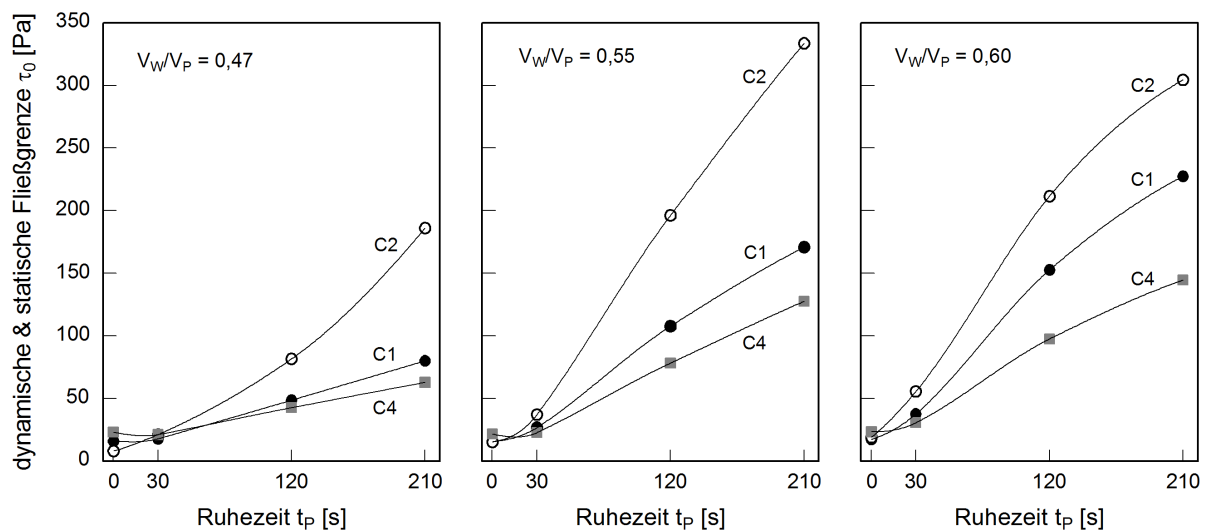 dynamische & statische Fließgrenze τ0 [Pa]
350
300
250
200
150
100
50
0
VW/VP = 0,47
C2
C1
C4
0 30 120 210
Ruhezeit tP [s]
VW/VP = 0,55
C2
C1
C4
0 30 120 210
Ruhezeit tP [s]
VW/VP = 0,60
C2
C1
C4
0 30 120 210
Ruhezeit tP [s]